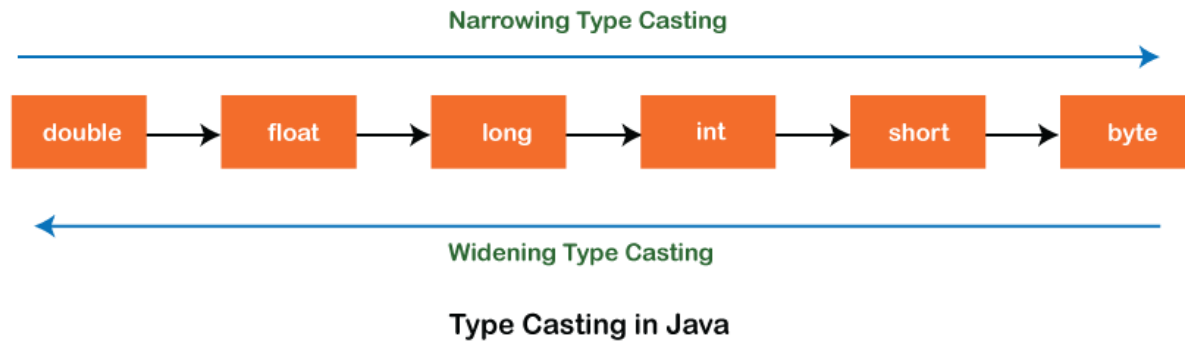 Narrowing Type Casting
double float long int short byte
Widening Type Casting
Type Casting in Java